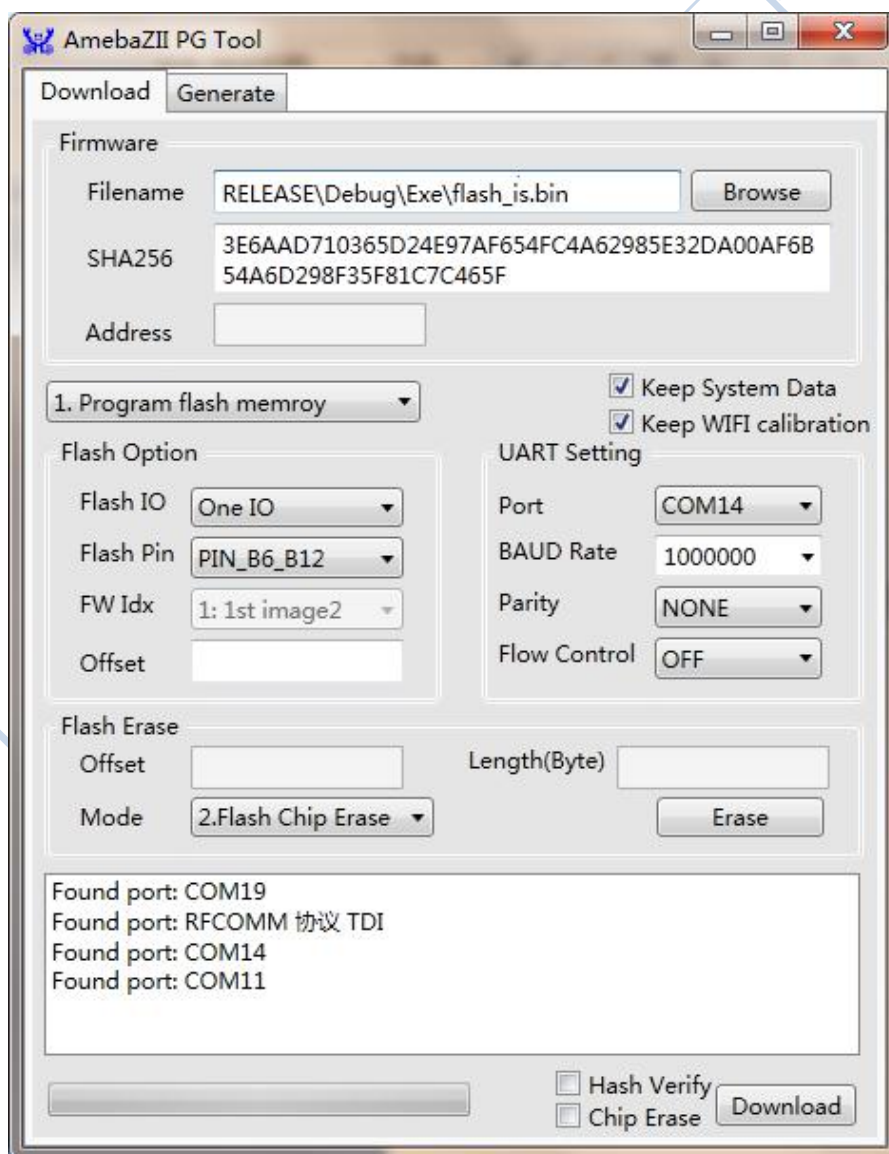 AmebaZII PG Tool
Download Generate
Firmware
Filename RELEASE\Debug\Exe\flash_is.bin Browse
SHA256 3E6AAD710365D24E97AF654FC4A62985E32DA00AF6B
54A6D298F35F81C7C465F
Address
1. Program flash memroy
Keep System Data
Keep WIFI calibration
Flash Option
Flash IO One IO
Flash Pin PIN_B6_B12
FW Idx 1: 1st image2
Offset
UART Setting
Port COM14
BAUD Rate 1000000
Parity NONE
Flow Control OFF
Flash Erase
Offset Length(Byte)
Mode 2.Flash Chip Erase Erase
Found port: COM19
Found port: RFCOMM 协议 TDI
Found port: COM14
Found port: COM11
Hash Verify
Chip Erase Download